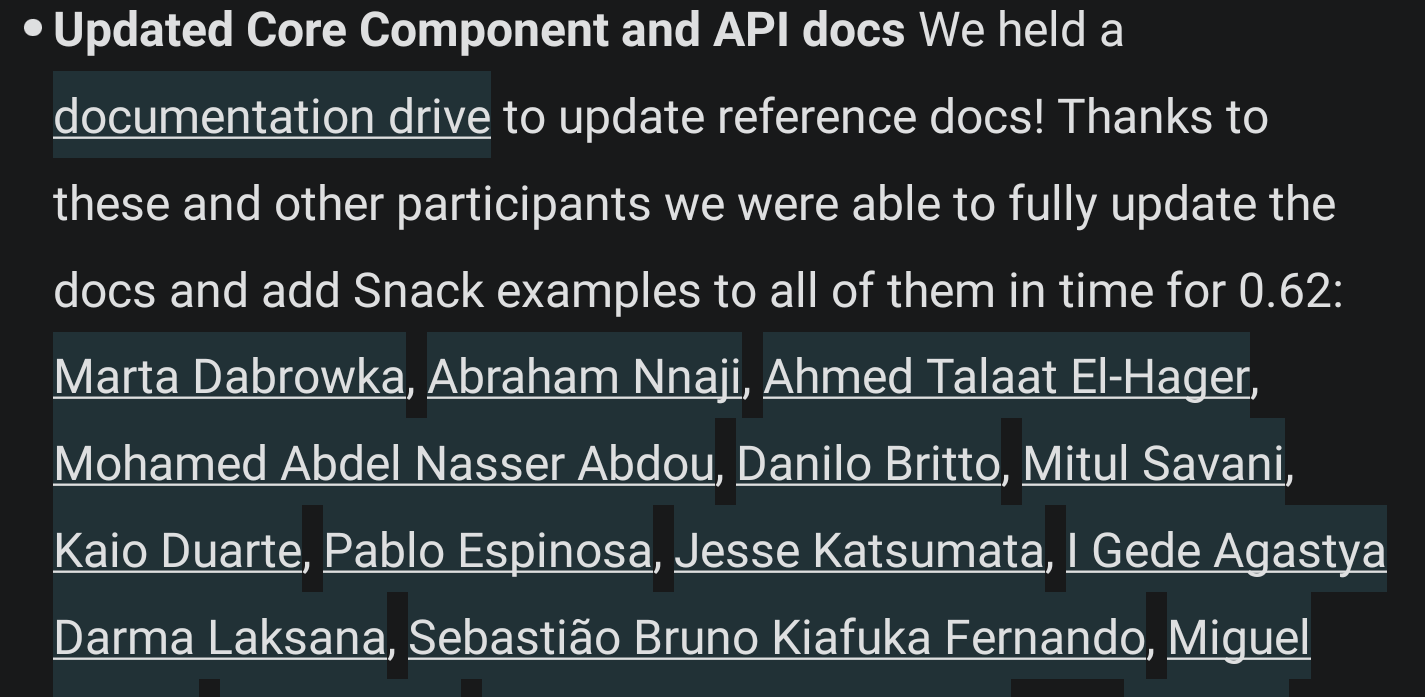 • Updated Core Component and API docs We held a
documentation drive to update reference docs! Thanks to
these and other participants we were able to fully update the
docs and add Snack examples to all of them in time for 0.62:
Marta Dabrowka, Abraham Nnaji, Ahmed Talaat El-Hager,
Mohamed Abdel Nasser Abdou, Danilo Britto, Mitul Savani,
Kaio Duarte, Pablo Espinosa, Jesse Katsumata, I Gede Agastya
Darma Laksana, Sebastião Bruno Kiafuka Fernando, Miguel